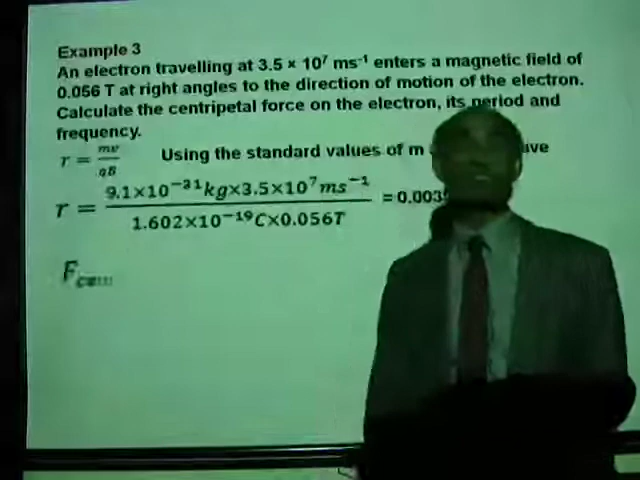 Example 3
An electron travelling at 3.5 × 10⁷ ms⁻¹ enters a magnetic field of
0.056 T at right angles to the direction of motion of the electron.
Calculate the centripetal force on the electron, its period and
frequency.
r = mv/qB Using the standard values of m
r = 9.1×10⁻³¹kg×3.5×10⁷ms⁻¹ / 1.602×10⁻¹⁹C×0.056T = 0.003